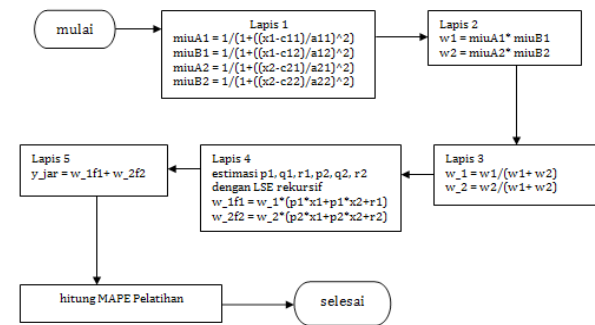 mulai
Lapis 1
miuA1 = 1/(1+((x1-c11)/a11)^2)
miuB1 = 1/(1+((x1-c12)/a12)^2)
miuA2 = 1/(1+((x2-c21)/a21)^2)
miuB2 = 1/(1+((x2-c22)/a22)^2)
Lapis 2
w1 = miuA1* miuB1
w2 = miuA2* miuB2
Lapis 3
w_1 = w1/(w1+ w2)
w_2 = w2/(w1+ w2)
Lapis 4
estimasi p1, q1, r1, p2, q2, r2
dengan LSE rekursif
w_1f1 = w_1*(p1*x1+p1*x2+r1)
w_2f2 = w_2*(p2*x1+p2*x2+r2)
Lapis 5
y_jar = w_1f1+ w_2f2
hitung MAPE Pelatihan
selesai